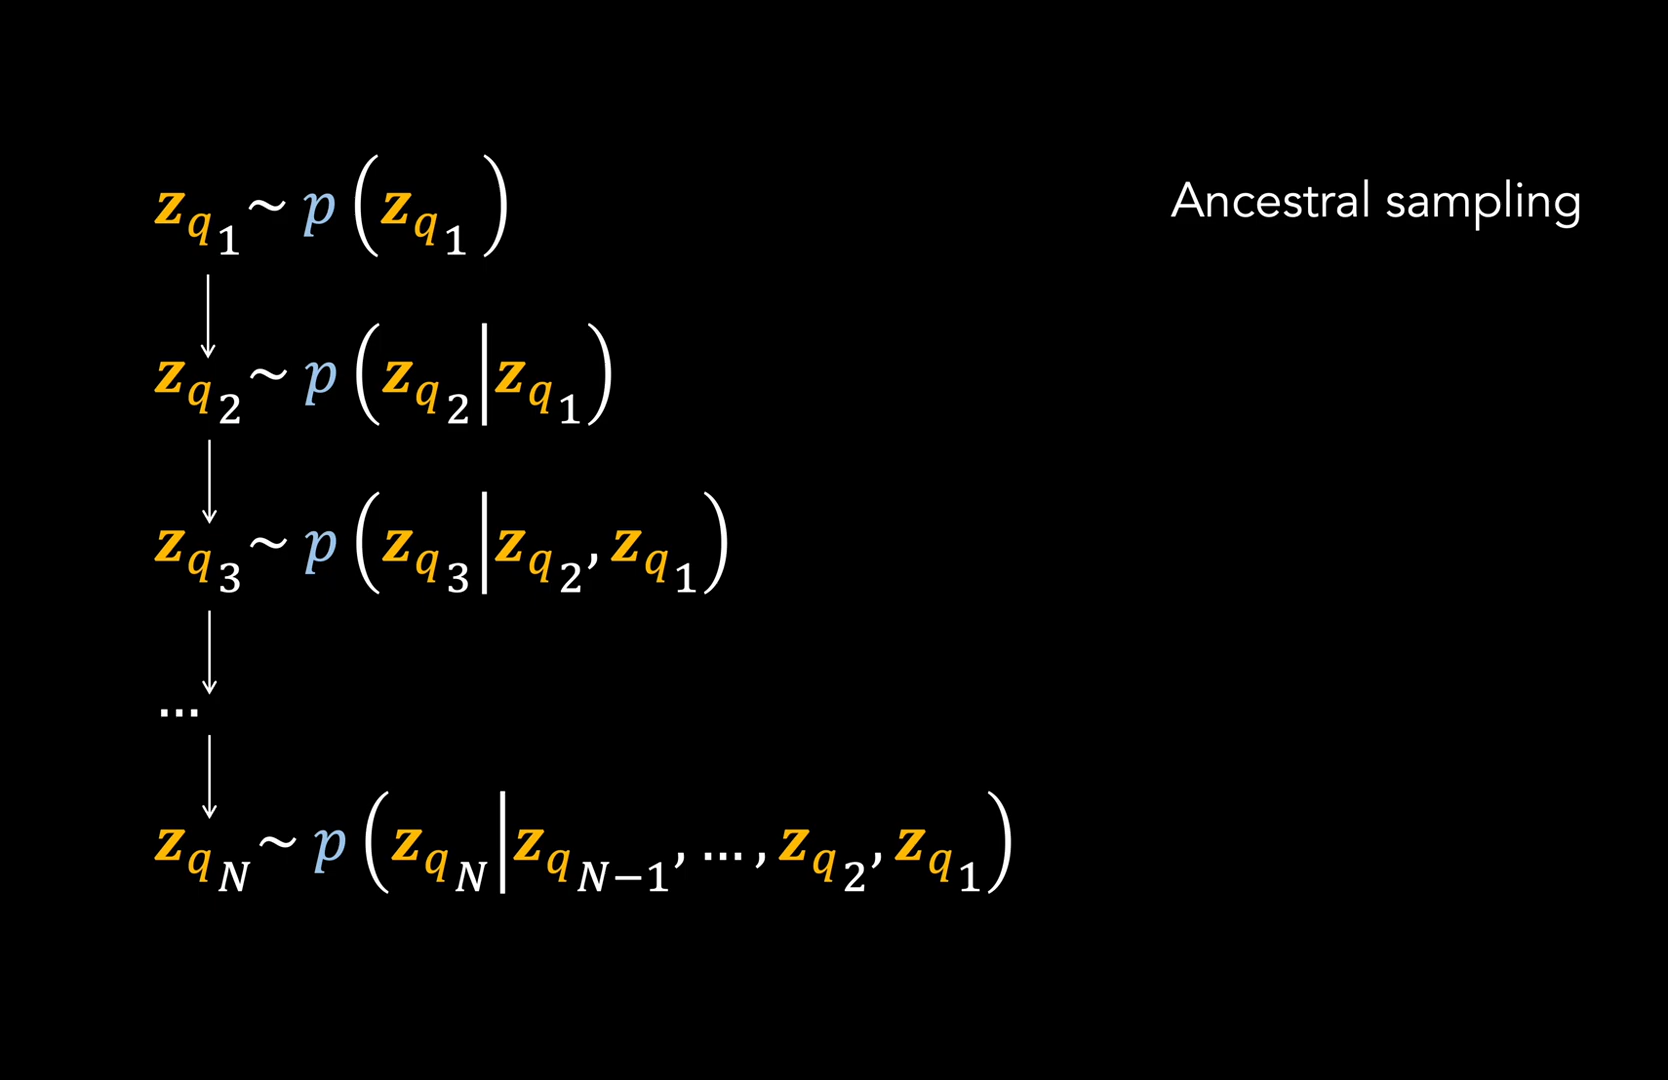 z_{q_1} ~ p(z_{q_1})
Ancestral sampling
z_{q_2} ~ p(z_{q_2}|z_{q_1})
z_{q_3} ~ p(z_{q_3}|z_{q_2}, z_{q_1})
...
z_{q_N} ~ p(z_{q_N}|z_{q_{N−1}}, ... , z_{q_2}, z_{q_1})